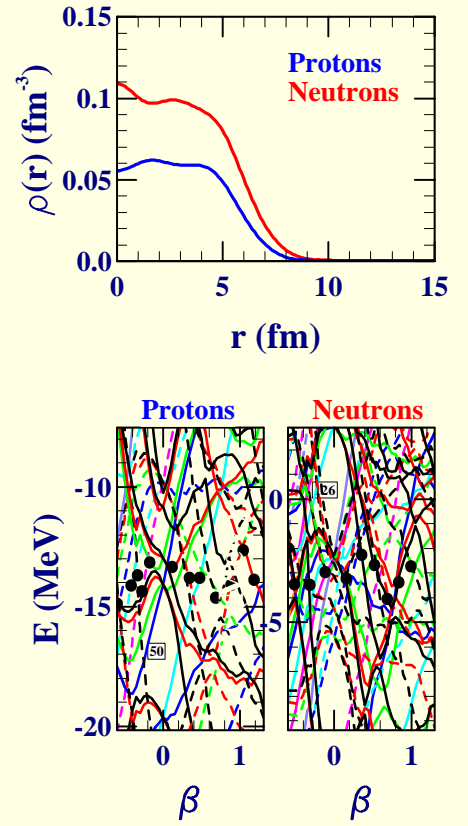 0.15
0.1
0.05
0.0
ρ(r) (fm-3)
Protons
Neutrons
0 5 10 15
r (fm)
Protons Neutrons
-10
-15
-20
E (MeV)
50
0
-5
26
0 1
0 1
β β